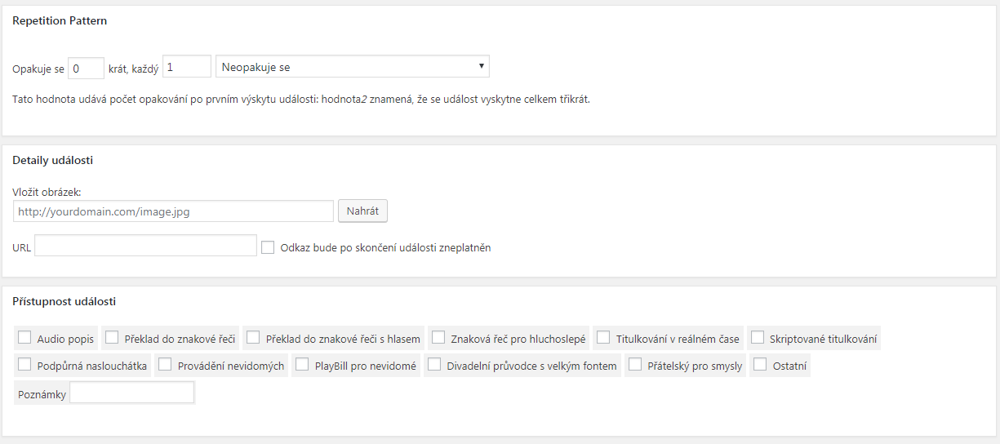 Repetition Pattern
Opakuje se 0 krát, každý 1 Neopakuje se
Tato hodnota udává počet opakování po prvním výskytu události: hodnota2 znamená, že se událost vyskytne celkem třikrát.
Detaily události
Vložit obrázek:
http://yourdomain.com/image.jpg Nahrát
URL Odkaz bude po skončení události zneplatněn
Přístupnost události
Audio popis Překlad do znakové řeči Překlad do znakové řeči s hlasem Znaková řeč pro hluchoslepé Titulkování v reálném čase Skriptované titulkování
Podpůrná naslouchátka Provádění nevidomých PlayBill pro nevidomé Divadelní průvodce s velkým fontem Přátelský pro smysly Ostatní
Poznámky